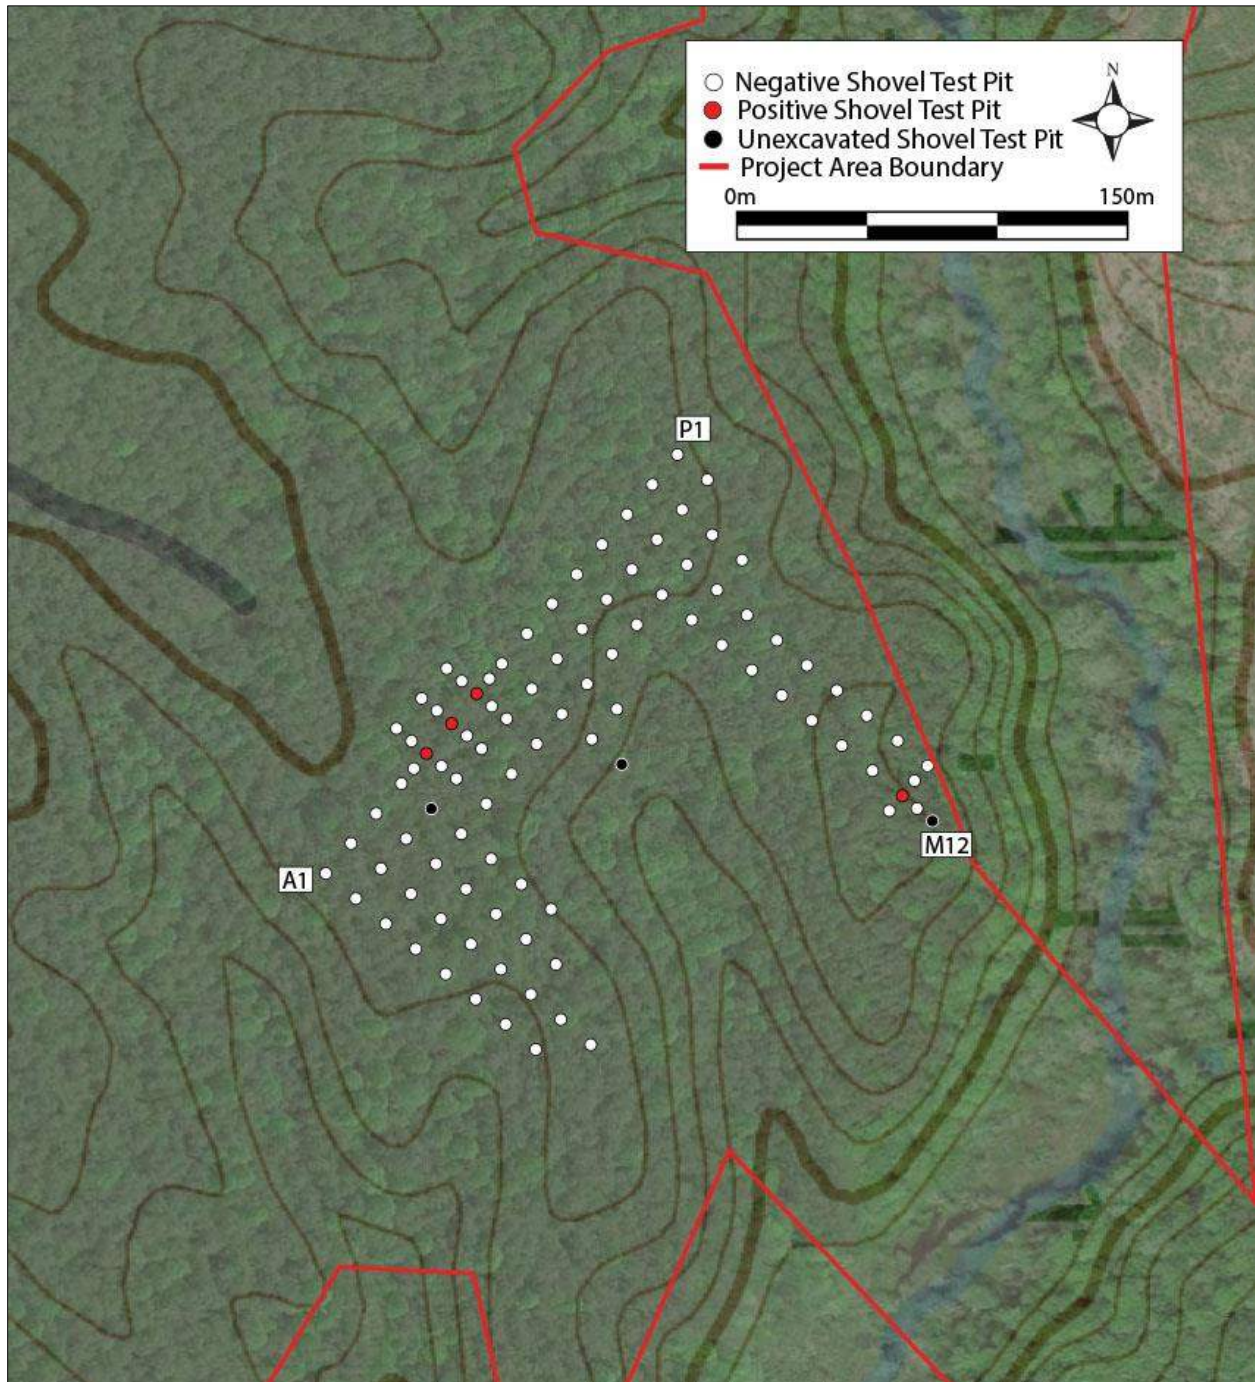 Negative Shovel Test Pit
N
Positive Shovel Test Pit
Unexcavated Shovel Test Pit
Project Area Boundary
0m 150m
P1
M12
A1